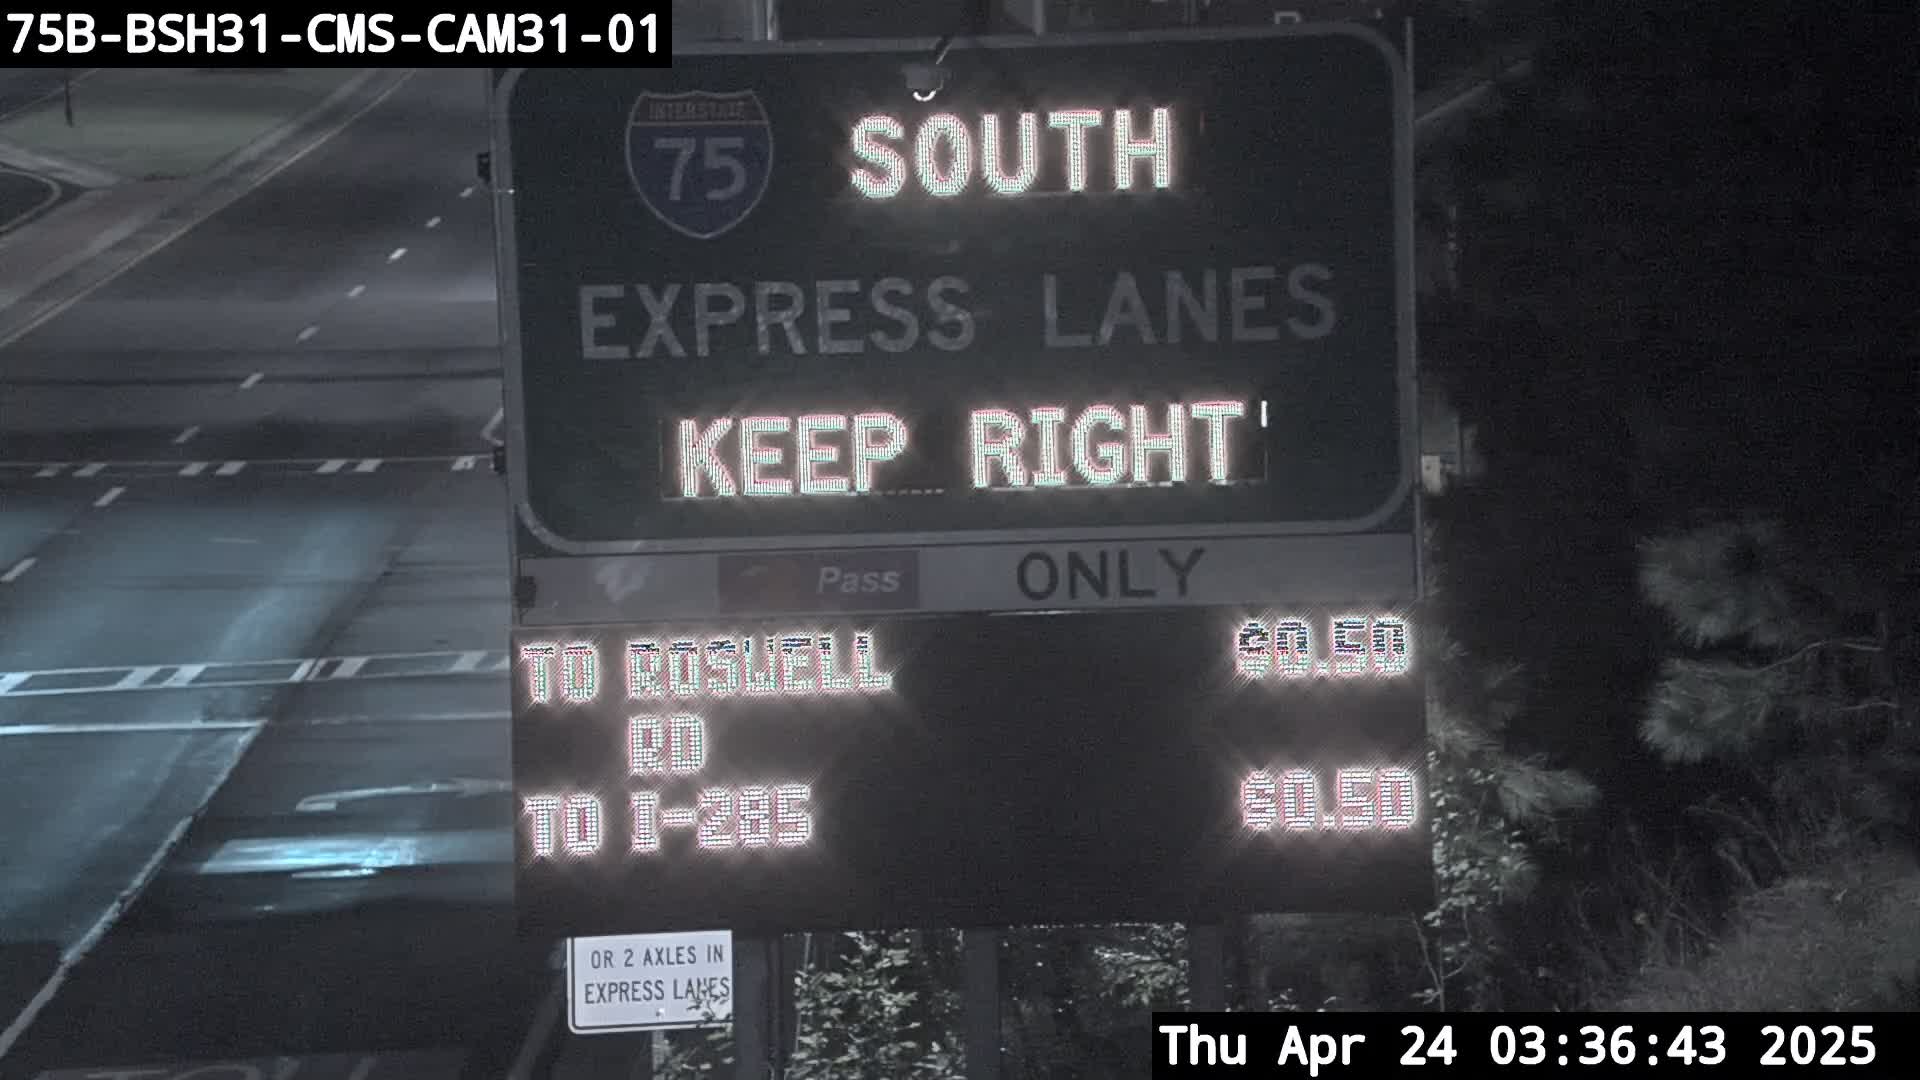 75B-BSH31-CMS-CAM31-01
INTERSTATE
75
SOUTH
EXPRESS LANES
KEEP RIGHT
Pass ONLY
TO ROSWELL $0.50
RD
TO I-285 $0.50
OR 2 AXLES IN
EXPRESS LANES
Thu Apr 24 03:36:43 2025